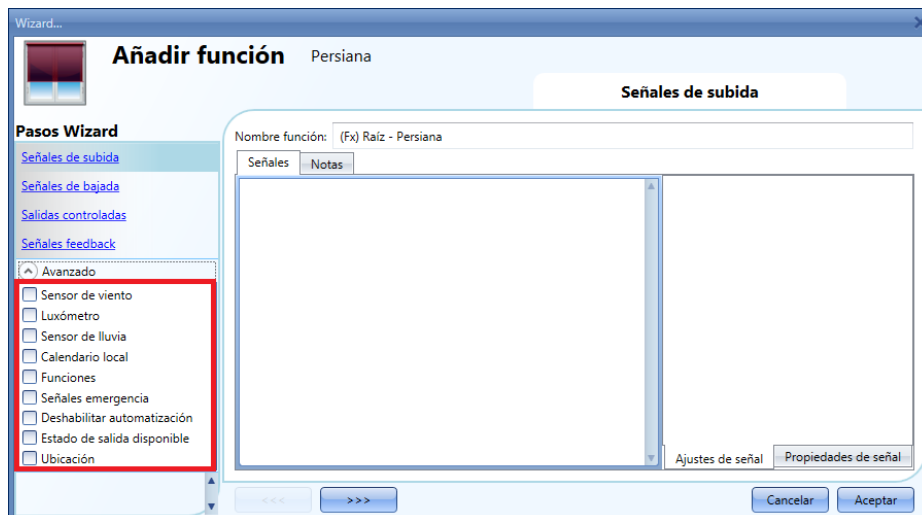 Wizard...
Añadir función Persiana
Señales de subida
Pasos Wizard
Señales de subida
Señales de bajada
Salidas controladas
Señales feedback
Avanzado
Sensor de viento
Luxómetro
Sensor de lluvia
Calendario local
Funciones
Señales emergencia
Deshabilitar automatización
Estado de salida disponible
Ubicación
Nombre función: (Fx) Raíz - Persiana
Señales Notas
Ajustes de señal Propiedades de señal
<<< >>> Cancelar Aceptar